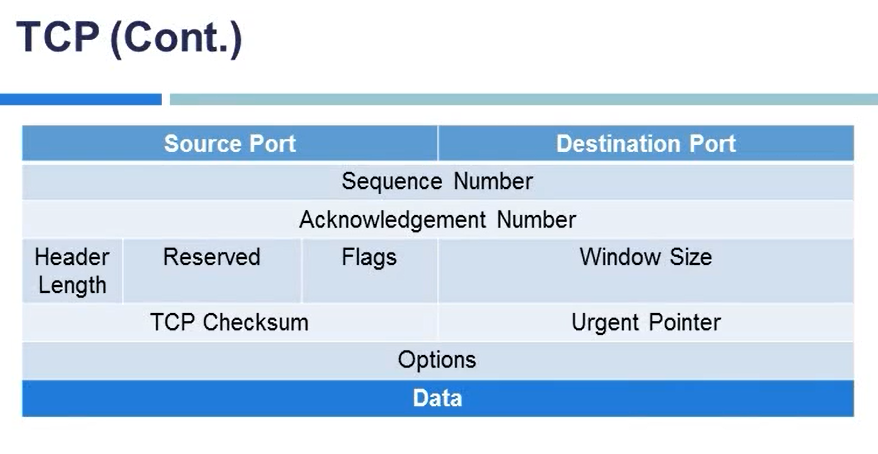 TCP (Cont.)
Source Port Destination Port
Sequence Number
Acknowledgement Number
Header Length Reserved Flags Window Size
TCP Checksum Urgent Pointer
Options
Data